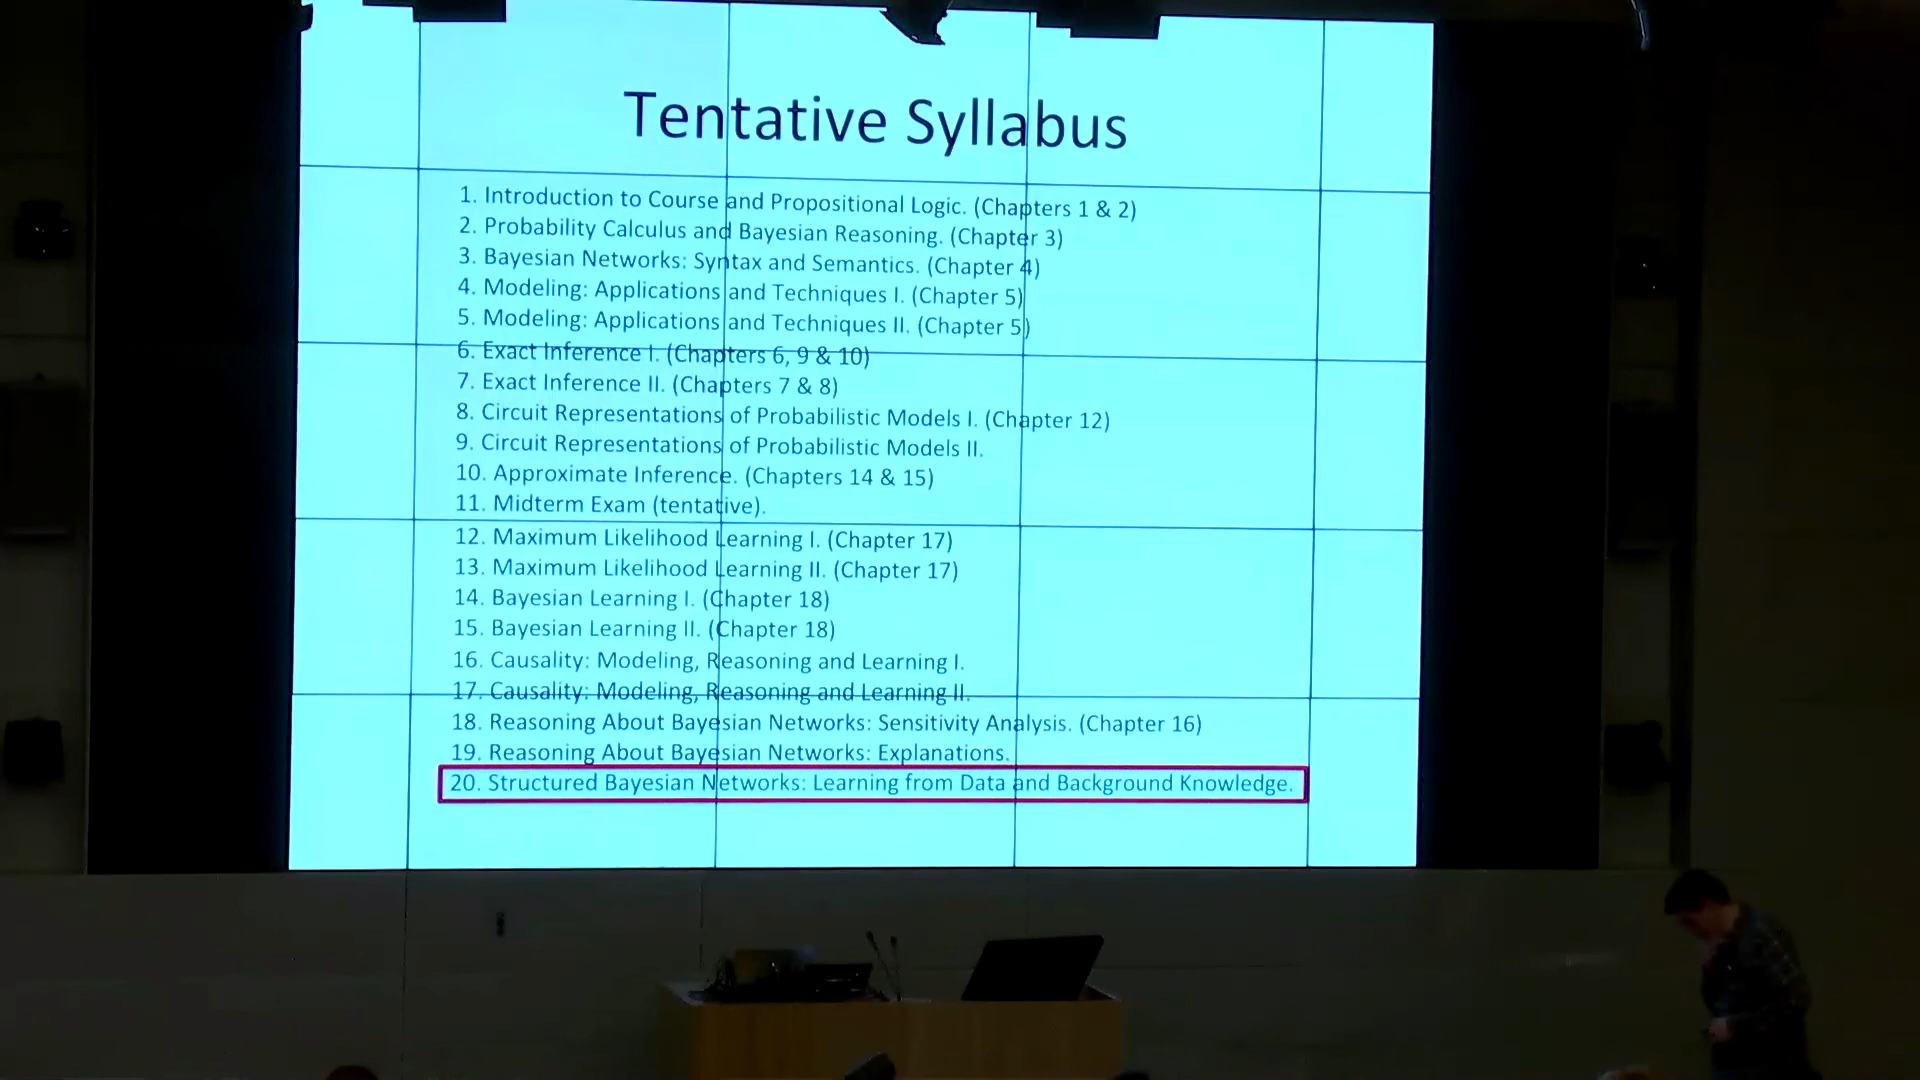 Tentative Syllabus
1. Introduction to Course and Propositional Logic. (Chapters 1 & 2)
2. Probability Calculus and Bayesian Reasoning. (Chapter 3)
3. Bayesian Networks: Syntax and Semantics. (Chapter 4)
4. Modeling: Applications and Techniques I. (Chapter 5)
5. Modeling: Applications and Techniques II. (Chapter 5)
6. Exact Inference I. (Chapters 6, 9 & 10)
7. Exact Inference II. (Chapters 7 & 8)
8. Circuit Representations of Probabilistic Models I. (Chapter 12)
9. Circuit Representations of Probabilistic Models II.
10. Approximate Inference. (Chapters 14 & 15)
11. Midterm Exam (tentative).
12. Maximum Likelihood Learning I. (Chapter 17)
13. Maximum Likelihood Learning II. (Chapter 17)
14. Bayesian Learning I. (Chapter 18)
15. Bayesian Learning II. (Chapter 18)
16. Causality: Modeling, Reasoning and Learning I.
17. Causality: Modeling, Reasoning and Learning II.
18. Reasoning About Bayesian Networks: Sensitivity Analysis. (Chapter 16)
19. Reasoning About Bayesian Networks: Explanations.
20. Structured Bayesian Networks: Learning from Data and Background Knowledge.